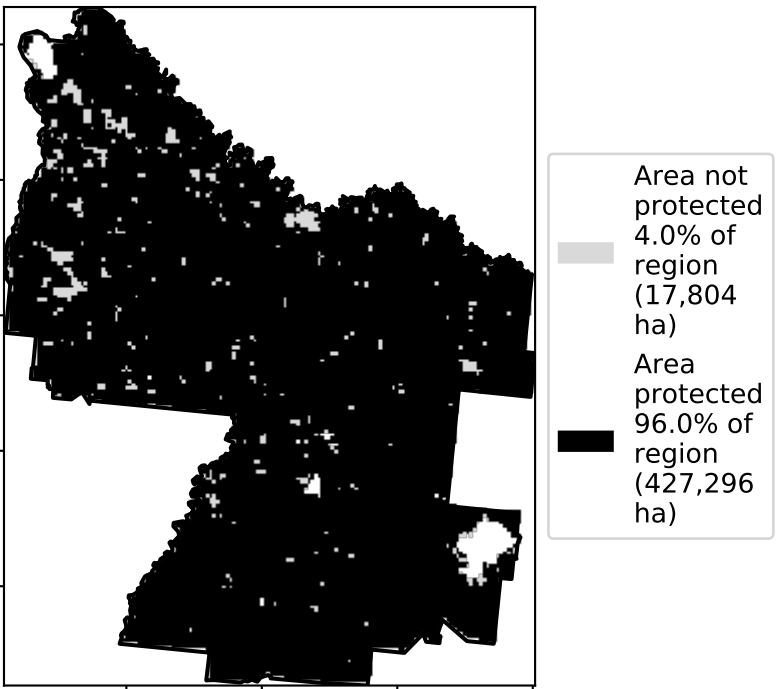 Area not
protected
4.0% of
region
(17,804
ha)
Area
protected
96.0% of
region
(427,296
ha)